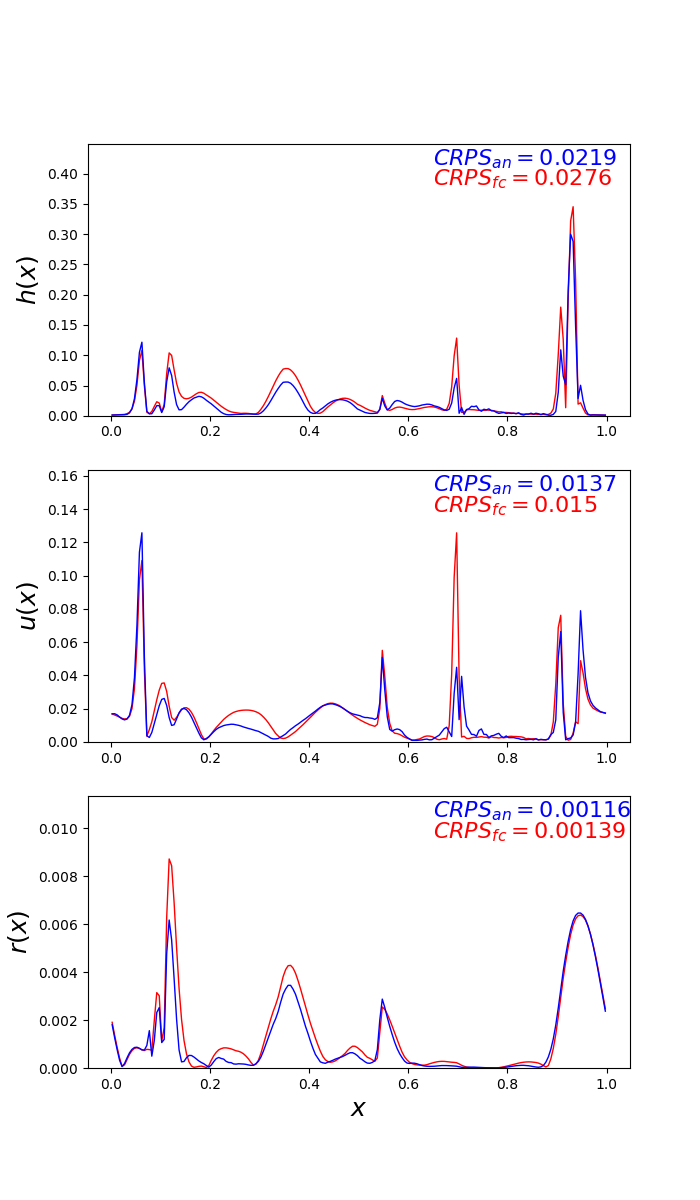 CRPS_an = 0.0219
CRPS_fc = 0.0276
0.40
0.35
0.30
0.25
0.20
0.15
0.10
0.05
0.00
h(x)
0.0 0.2 0.4 0.6 0.8 1.0
CRPS_an = 0.0137
CRPS_fc = 0.015
0.16
0.14
0.12
0.10
0.08
0.06
0.04
0.02
0.00
u(x)
0.0 0.2 0.4 0.6 0.8 1.0
CRPS_an = 0.00116
CRPS_fc = 0.00139
0.010
0.008
0.006
0.004
0.002
0.000
r(x)
0.0 0.2 0.4 0.6 0.8 1.0
x